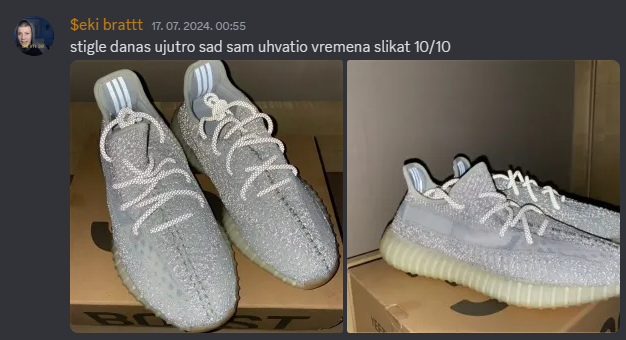 $eki brattt 17. 07. 2024. 00:55
stigle danas ujutro sad sam uhvatio vremena slikat 10/10
BOOST